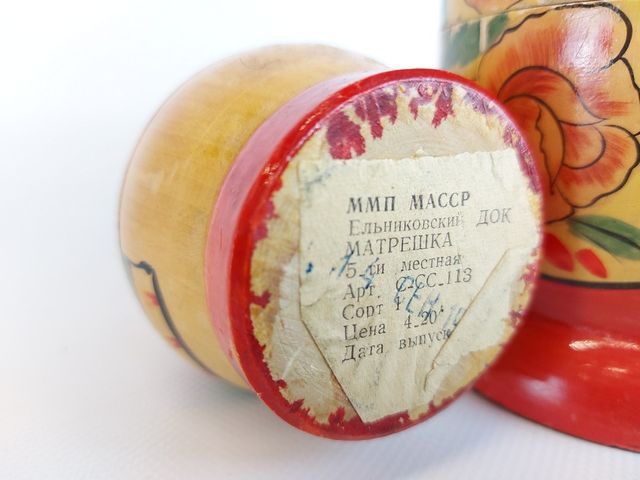 ММП МАССР
Ельниковский ДОК
МАТРЕШКА
5-ти местная
Арт. С-СС-113
Сорт 1
Цена 4-20
Дата выпуск